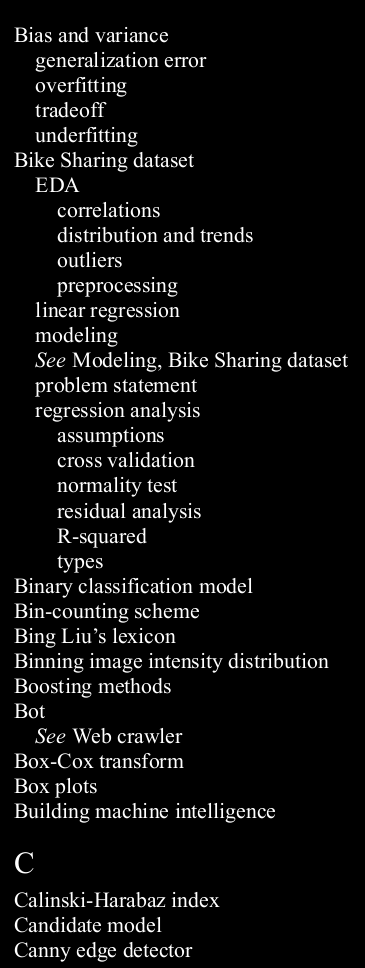 Bias and variance
generalization error
overfitting
tradeoff
underfitting
Bike Sharing dataset
EDA
correlations
distribution and trends
outliers
preprocessing
linear regression
modeling
See Modeling, Bike Sharing dataset
problem statement
regression analysis
assumptions
cross validation
normality test
residual analysis
R-squared
types
Binary classification model
Bin-counting scheme
Bing Liu’s lexicon
Binning image intensity distribution
Boosting methods
Bot
See Web crawler
Box-Cox transform
Box plots
Building machine intelligence
C
Calinski-Harabaz index
Candidate model
Canny edge detector